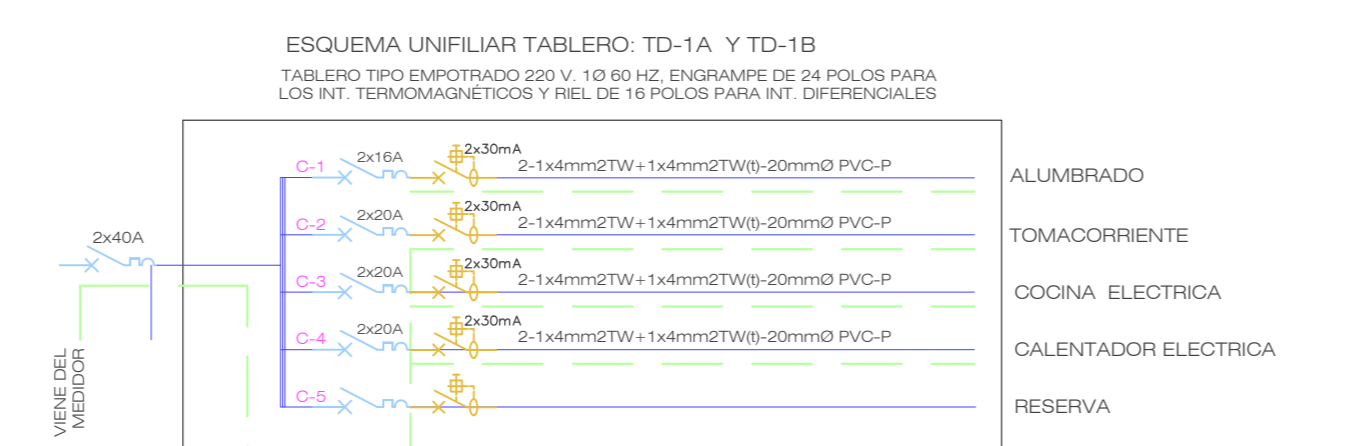 ESQUEMA UNIFILIAR TABLERO: TD-1A Y TD-1B
TABLERO TIPO EMPOTRADO 220 V. 1Ø 60 HZ, ENGRAMPE DE 24 POLOS PARA
LOS INT. TERMOMAGNÉTICOS Y RIEL DE 16 POLOS PARA INT. DIFERENCIALES
C-1 2x16A 2x30mA 2-1x4mm2TW+1x4mm2TW(t)-20mmØ PVC-P ALUMBRADO
C-2 2x20A 2x30mA 2-1x4mm2TW+1x4mm2TW(t)-20mmØ PVC-P TOMACORRIENTE
2x40A
C-3 2x20A 2x30mA 2-1x4mm2TW+1x4mm2TW(t)-20mmØ PVC-P COCINA ELECTRICA
C-4 2x20A 2x30mA 2-1x4mm2TW+1x4mm2TW(t)-20mmØ PVC-P CALENTADOR ELECTRICA
C-5 RESERVA
VIENE DEL
MEDIDOR